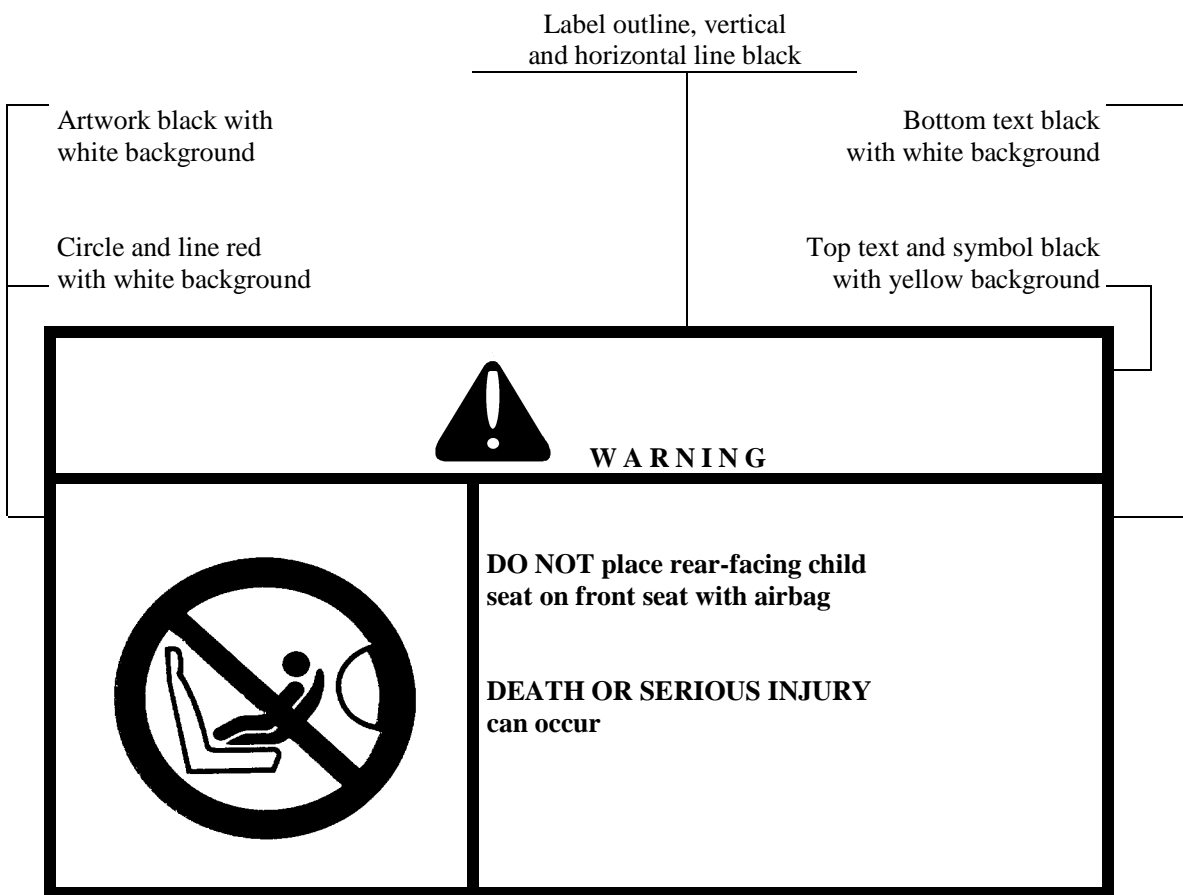 Label outline, vertical
and horizontal line black
Artwork black with
white background
Bottom text black
with white background
Circle and line red
with white background
Top text and symbol black
with yellow background
WARNING
DO NOT place rear-facing child
seat on front seat with airbag
DEATH OR SERIOUS INJURY
can occur